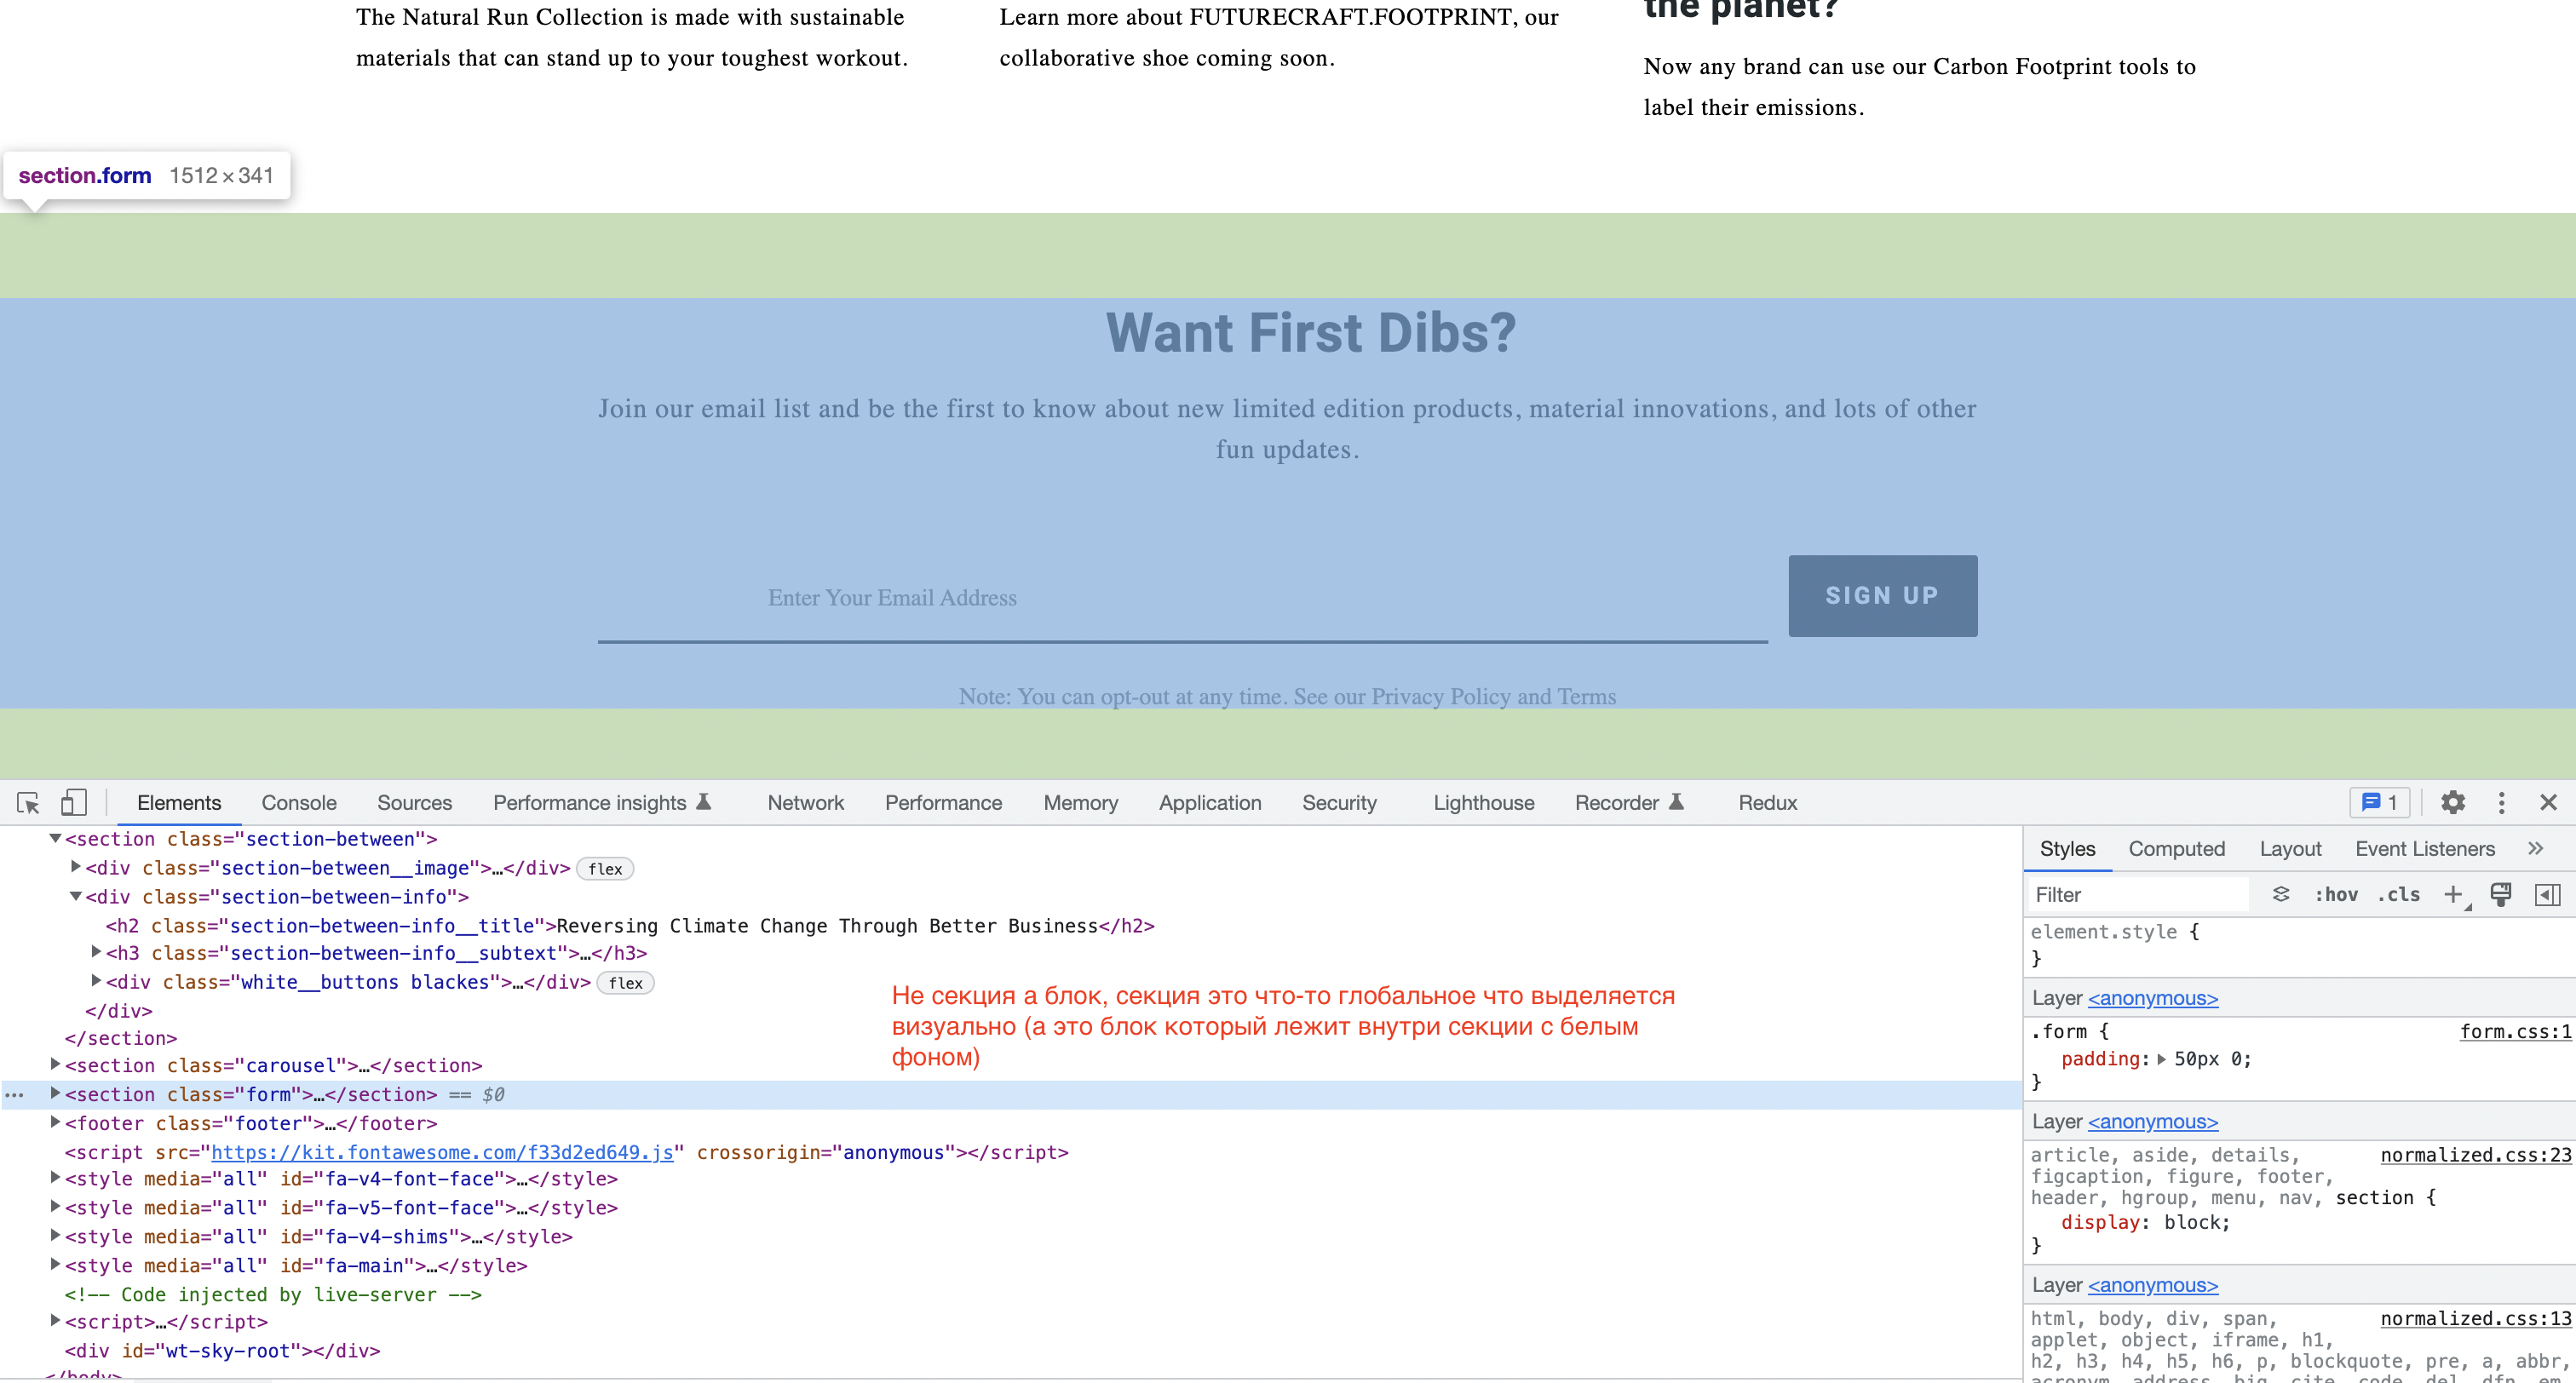 The Natural Run Collection is made with sustainable
materials that can stand up to your toughest workout.
Learn more about FUTURECRAFT.FOOTPRINT, our
collaborative shoe coming soon.
the planet?
Now any brand can use our Carbon Footprint tools to
label their emissions.
section.form 1512 × 341
Want First Dibs?
Join our email list and be the first to know about new limited edition products, material innovations, and lots of other
fun updates.
Enter Your Email Address
SIGN UP
Note: You can opt-out at any time. See our Privacy Policy and Terms
Elements Console Sources Performance insights Network Performance Memory Application Security Lighthouse Recorder Redux 1
<section class="section-between">
<div class="section-between__image">…</div> flex
<div class="section-between-info">
<h2 class="section-between-info__title">Reversing Climate Change Through Better Business</h2>
<h3 class="section-between-info__subtext">…</h3>
<div class="white__buttons blackes">…</div> flex
</div>
</section>
<section class="carousel">…</section>
<section class="form">…</section> == $0
<footer class="footer">…</footer>
<script src="https://kit.fontawesome.com/f33d2ed649.js" crossorigin="anonymous"></script>
<style media="all" id="fa-v4-font-face">…</style>
<style media="all" id="fa-v5-font-face">…</style>
<style media="all" id="fa-v4-shims">…</style>
<style media="all" id="fa-main">…</style>
<!-- Code injected by live-server -->
<script>…</script>
<div id="wt-sky-root"></div>
</body>
Не секция а блок, секция это что-то глобальное что выделяется
визуально (а это блок который лежит внутри секции с белым
фоном)
Styles Computed Layout Event Listeners »
Filter :hov .cls +
element.style {
}
Layer <anonymous>
.form { form.css:1
padding: 50px 0;
}
Layer <anonymous>
article, aside, details, normalized.css:23
figcaption, figure, footer,
header, hgroup, menu, nav, section {
display: block;
}
Layer <anonymous>
html, body, div, span, normalized.css:13
applet, object, iframe, h1,
h2, h3, h4, h5, h6, p, blockquote, pre, a, abbr,
acronym, address, big, cite, code, del, dfn, em,